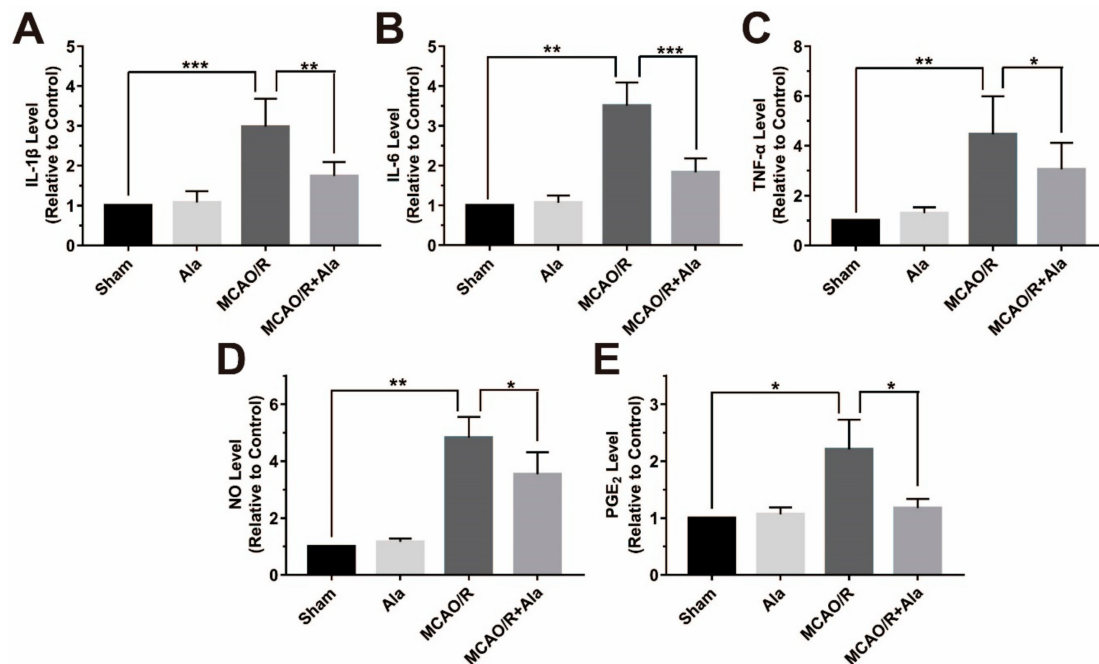 A
IL-1β Level
(Relative to Control)
5
4
3
2
1
0
***
**
Sham
Ala
MCAO/R
MCAO/R+Ala
B
IL-6 Level
(Relative to Control)
5
4
3
2
1
0
**
***
Sham
Ala
MCAO/R
MCAO/R+Ala
C
TNF-α Level
(Relative to Control)
8
6
4
2
0
**
*
Sham
Ala
MCAO/R
MCAO/R+Ala
D
NO Level
(Relative to Control)
6
4
2
0
**
*
Sham
Ala
MCAO/R
MCAO/R+Ala
E
PGE₂ Level
(Relative to Control)
3
2
1
0
*
*
Sham
Ala
MCAO/R
MCAO/R+Ala